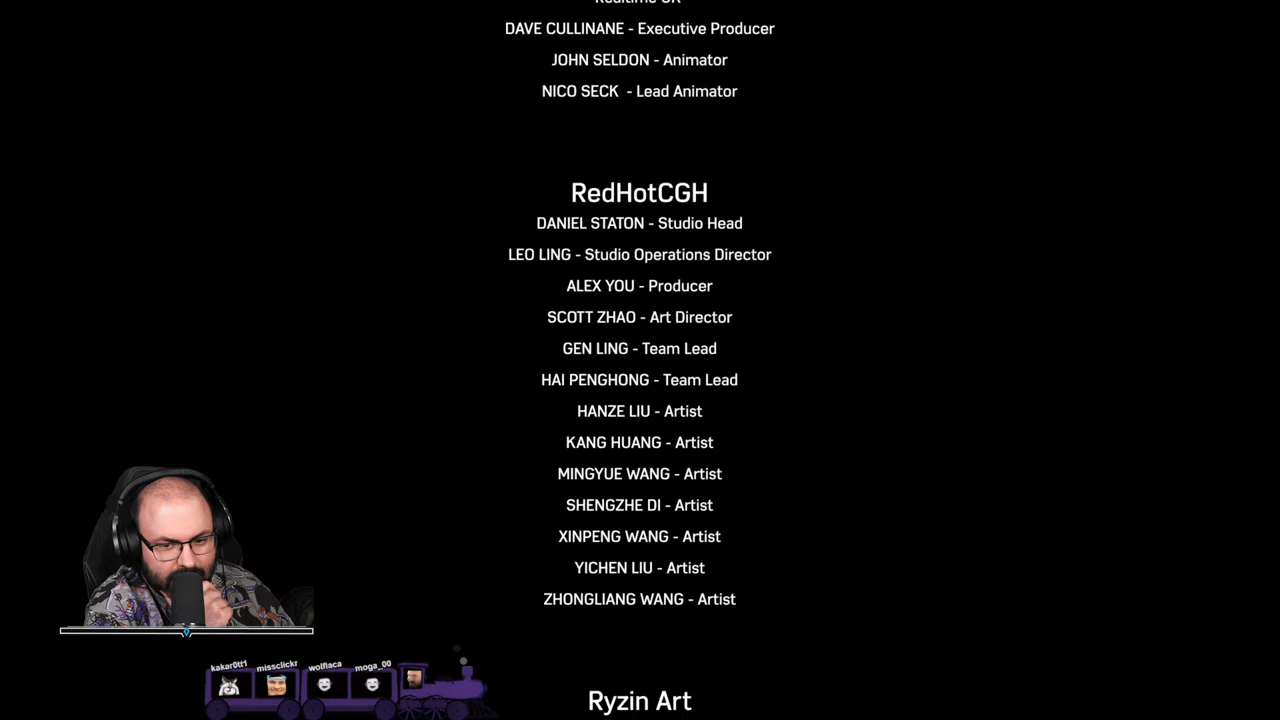 DAVE CULLINANE - Executive Producer
JOHN SELDON - Animator
NICO SECK - Lead Animator
RedHotCGH
DANIEL STATON - Studio Head
LEO LING - Studio Operations Director
ALEX YOU - Producer
SCOTT ZHAO - Art Director
GEN LING - Team Lead
HAI PENGHONG - Team Lead
HANZE LIU - Artist
KANG HUANG - Artist
MINGYUE WANG - Artist
SHENGZHE DI - Artist
XINPENG WANG - Artist
YICHEN LIU - Artist
ZHONGLIANG WANG - Artist
kakar0tt1 missclickr wolflaca moga_00
Ryzin Art